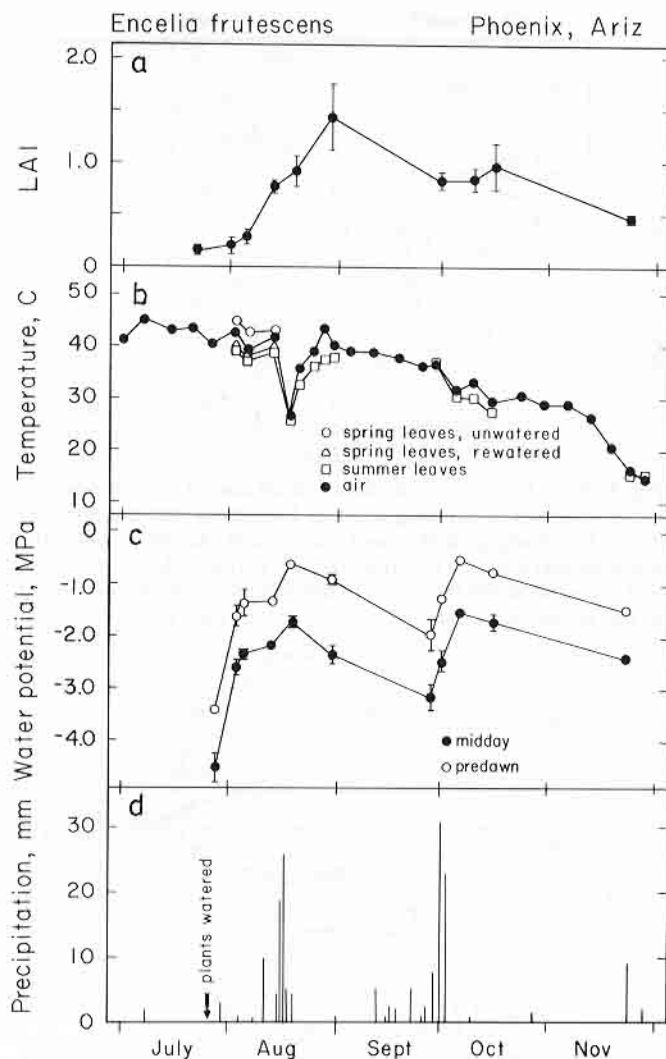 Encelia frutescens Phoenix, Ariz
a
2.0
1.0
0
LAI
b
50
40
30
20
10
Temperature, C
spring leaves, unwatered
spring leaves, rewatered
summer leaves
air
c
0
-1.0
-2.0
-3.0
-4.0
Water potential, MPa
midday
predawn
d
30
20
10
0
Precipitation, mm
plants watered
July Aug Sept Oct Nov